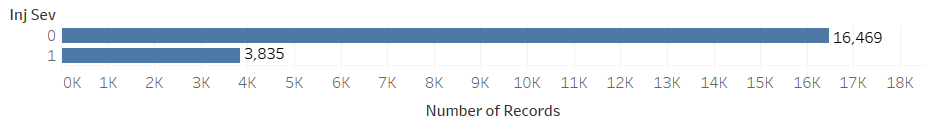 Inj Sev
0 16,469
1 3,835
0K 1K 2K 3K 4K 5K 6K 7K 8K 9K 10K 11K 12K 13K 14K 15K 16K 17K 18K
Number of Records